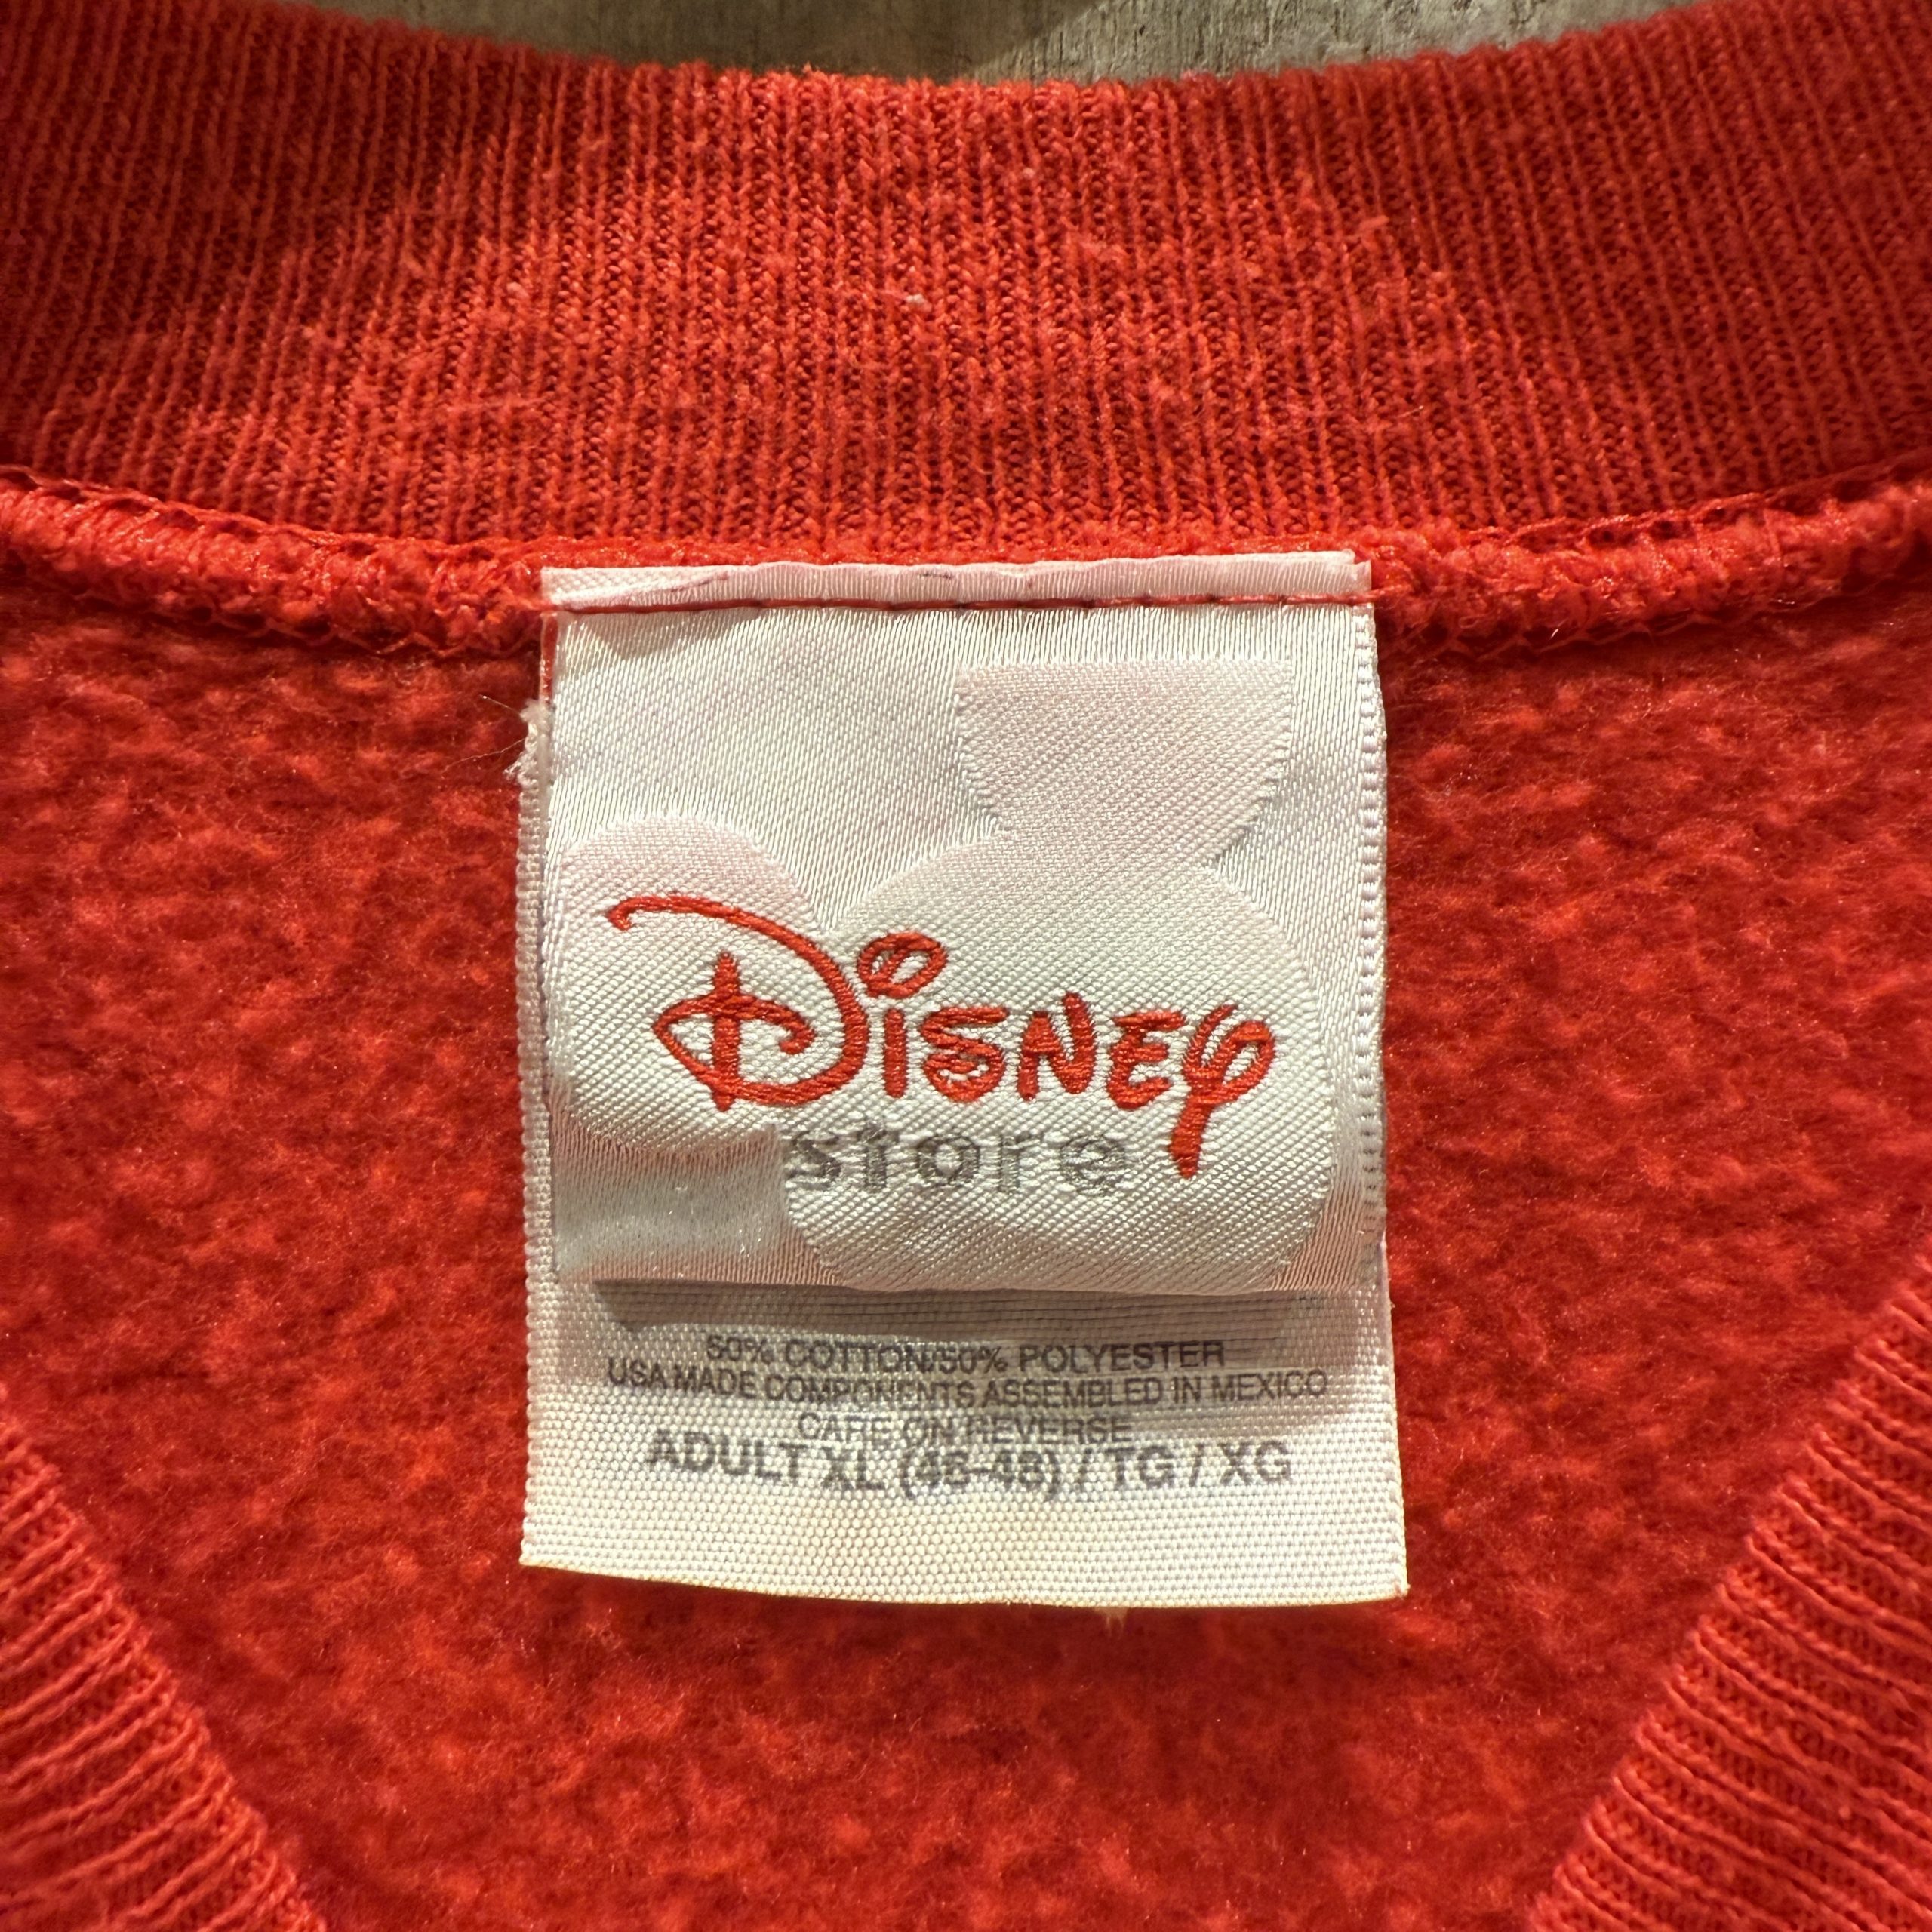 Disney
store
50% COTTON/50% POLYESTER
USA MADE COMPONENTS ASSEMBLED IN MEXICO
CARE ON REVERSE
ADULT XL (46-48) / TG / XG